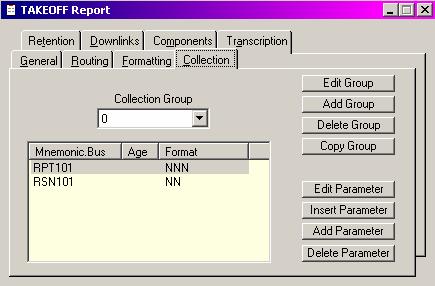 TAKEOFF Report
Retention Downlinks Components Transcription
General Routing Formatting Collection
Edit Group
Collection Group
Add Group
0
Delete Group
Copy Group
Mnemonic.Bus Age Format
RPT101 NNN
RSN101 NN
Edit Parameter
Insert Parameter
Add Parameter
Delete Parameter